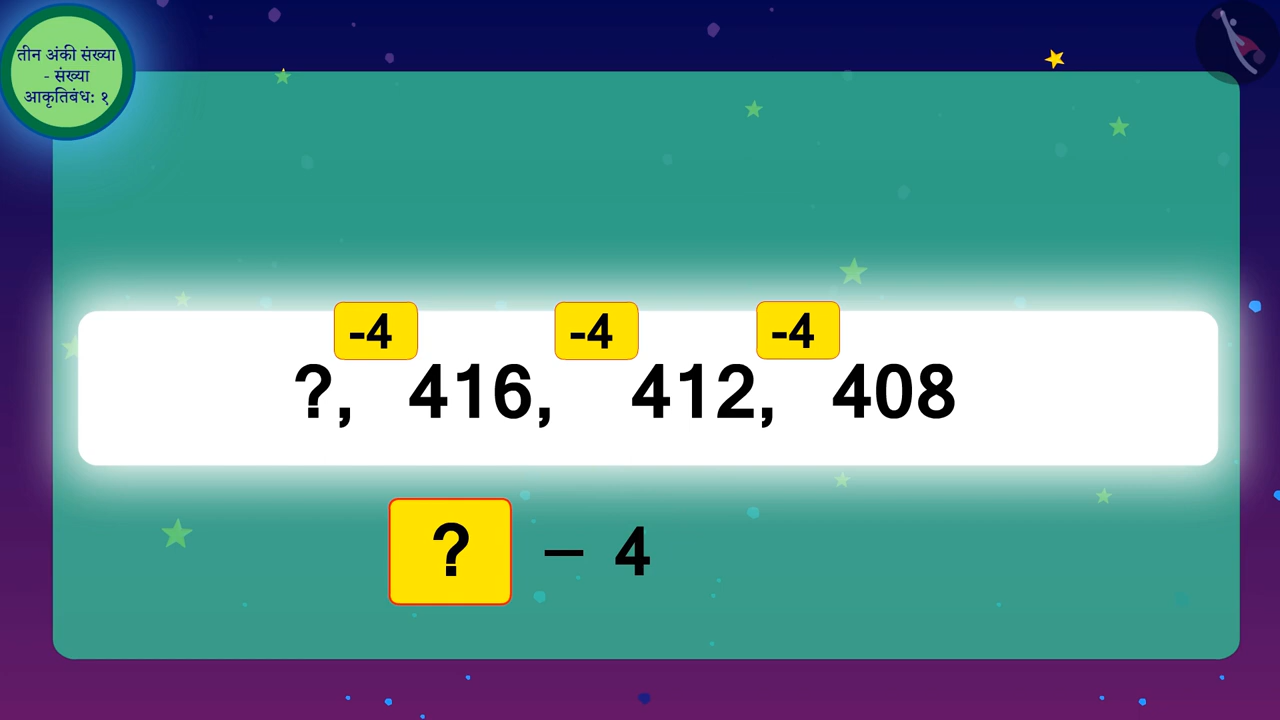 तीन अंकी संख्या
- संख्या
आकृतिबंध: १
-4 -4 -4
?, 416, 412, 408
? – 4